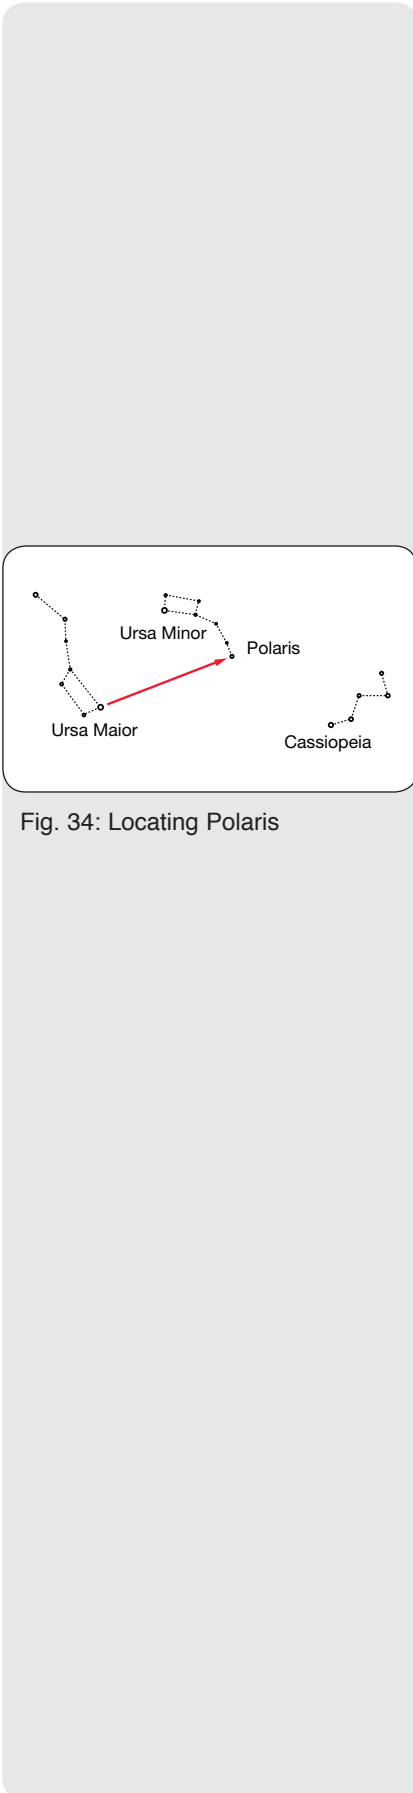 Ursa Minor
Polaris
Ursa Maior
Cassiopeia
Fig. 34: Locating Polaris